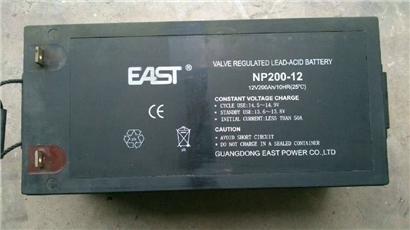 EAST ®
VALVE REGULATED LEAD-ACID BATTERY
NP200-12
12V200Ah/10HR(25℃)
CONSTANT VOLTAGE CHARGE
• CYCLE USE:14.5~14.9V
• STANDBY USE:13.6~13.8V
• INITIAL CURRENT:LESS THAN 50A
CAUTION:
• AVOID SHORT CIRCUIT
• DO NOT CHARGE IN A SEALED CONTAINER
GUANGDONG EAST POWER CO.,LTD
Pb